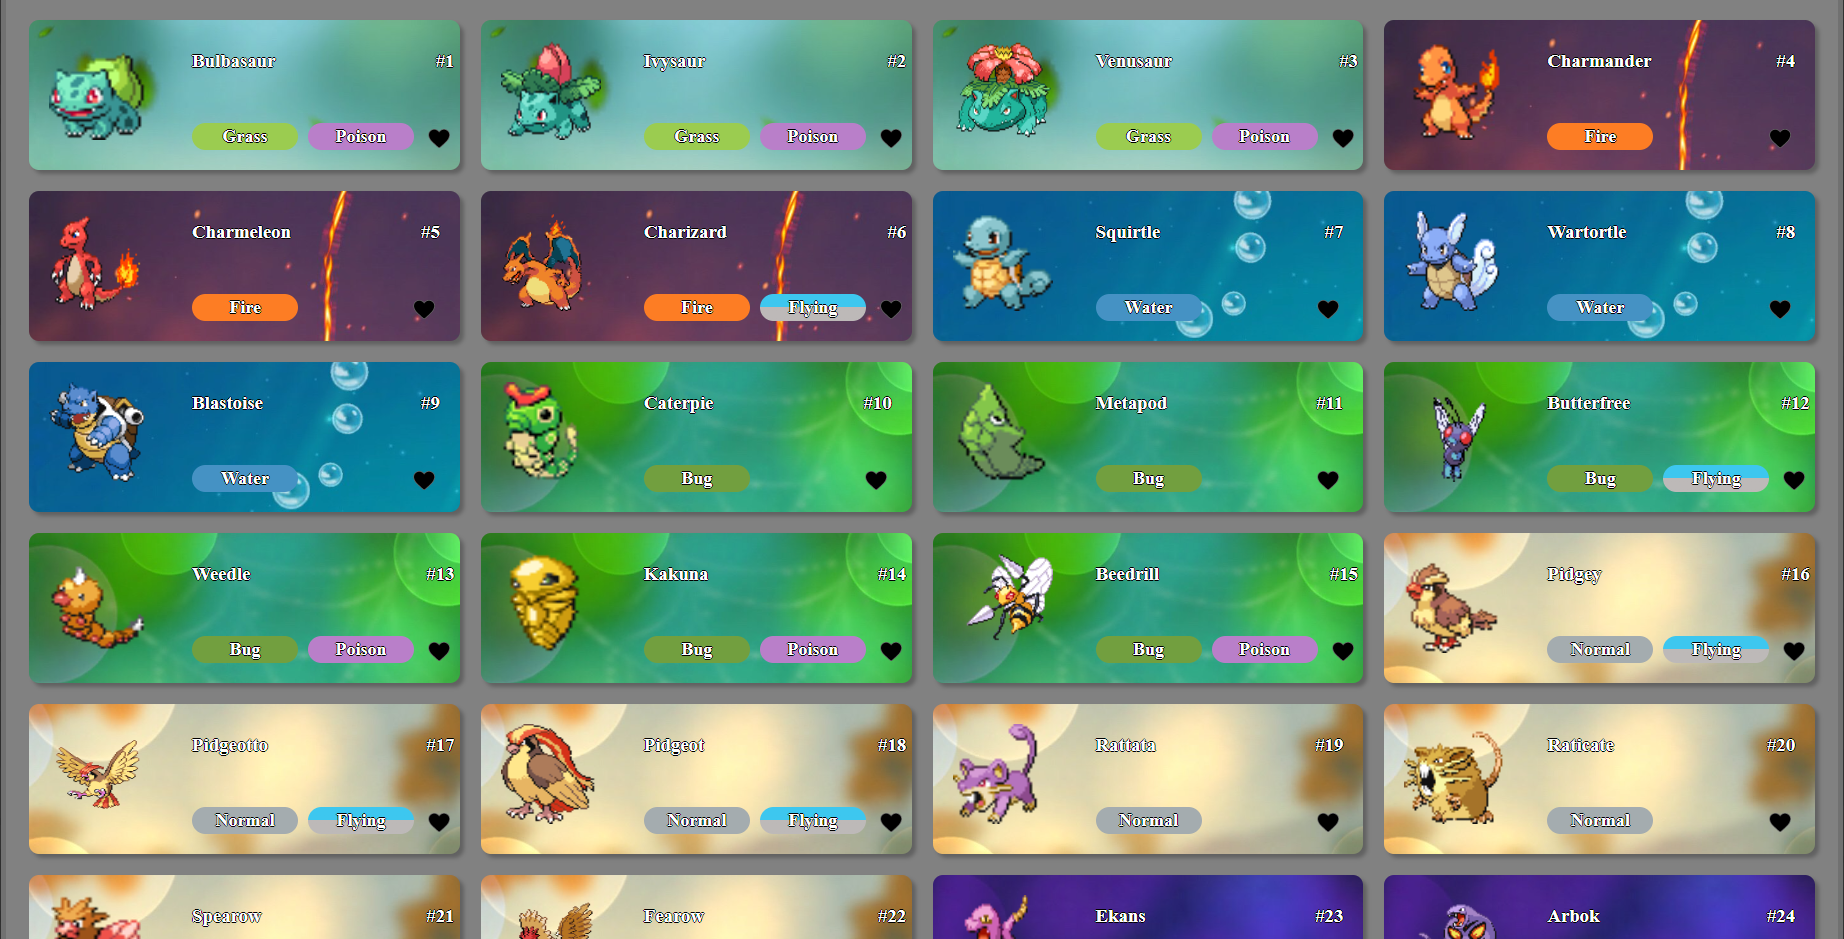 Bulbasaur #1
Grass Poison
Ivysaur #2
Grass Poison
Venusaur #3
Grass Poison
Charmander #4
Fire
Charmeleon #5
Fire
Charizard #6
Fire Flying
Squirtle #7
Water
Wartortle #8
Water
Blastoise #9
Water
Caterpie #10
Bug
Metapod #11
Bug
Butterfree #12
Bug Flying
Weedle #13
Bug Poison
Kakuna #14
Bug Poison
Beedrill #15
Bug Poison
Pidgey #16
Normal Flying
Pidgeotto #17
Normal Flying
Pidgeot #18
Normal Flying
Rattata #19
Normal
Raticate #20
Normal
Spearow #21
Fearow #22
Ekans #23
Arbok #24